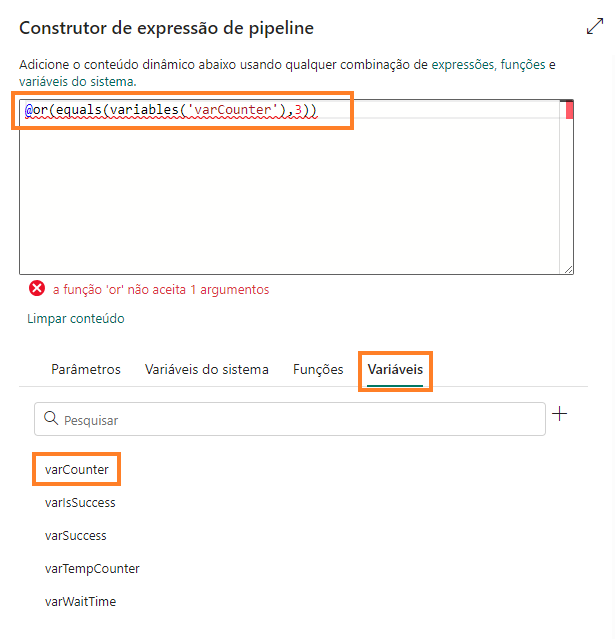 Construtor de expressão de pipeline
Adicione o conteúdo dinâmico abaixo usando qualquer combinação de expressões, funções e
variáveis do sistema.
@or(equals(variables('varCounter'),3))
a função 'or' não aceita 1 argumentos
Limpar conteúdo
Parâmetros Variáveis do sistema Funções Variáveis
Pesquisar
varCounter
varIsSuccess
varSuccess
varTempCounter
varWaitTime